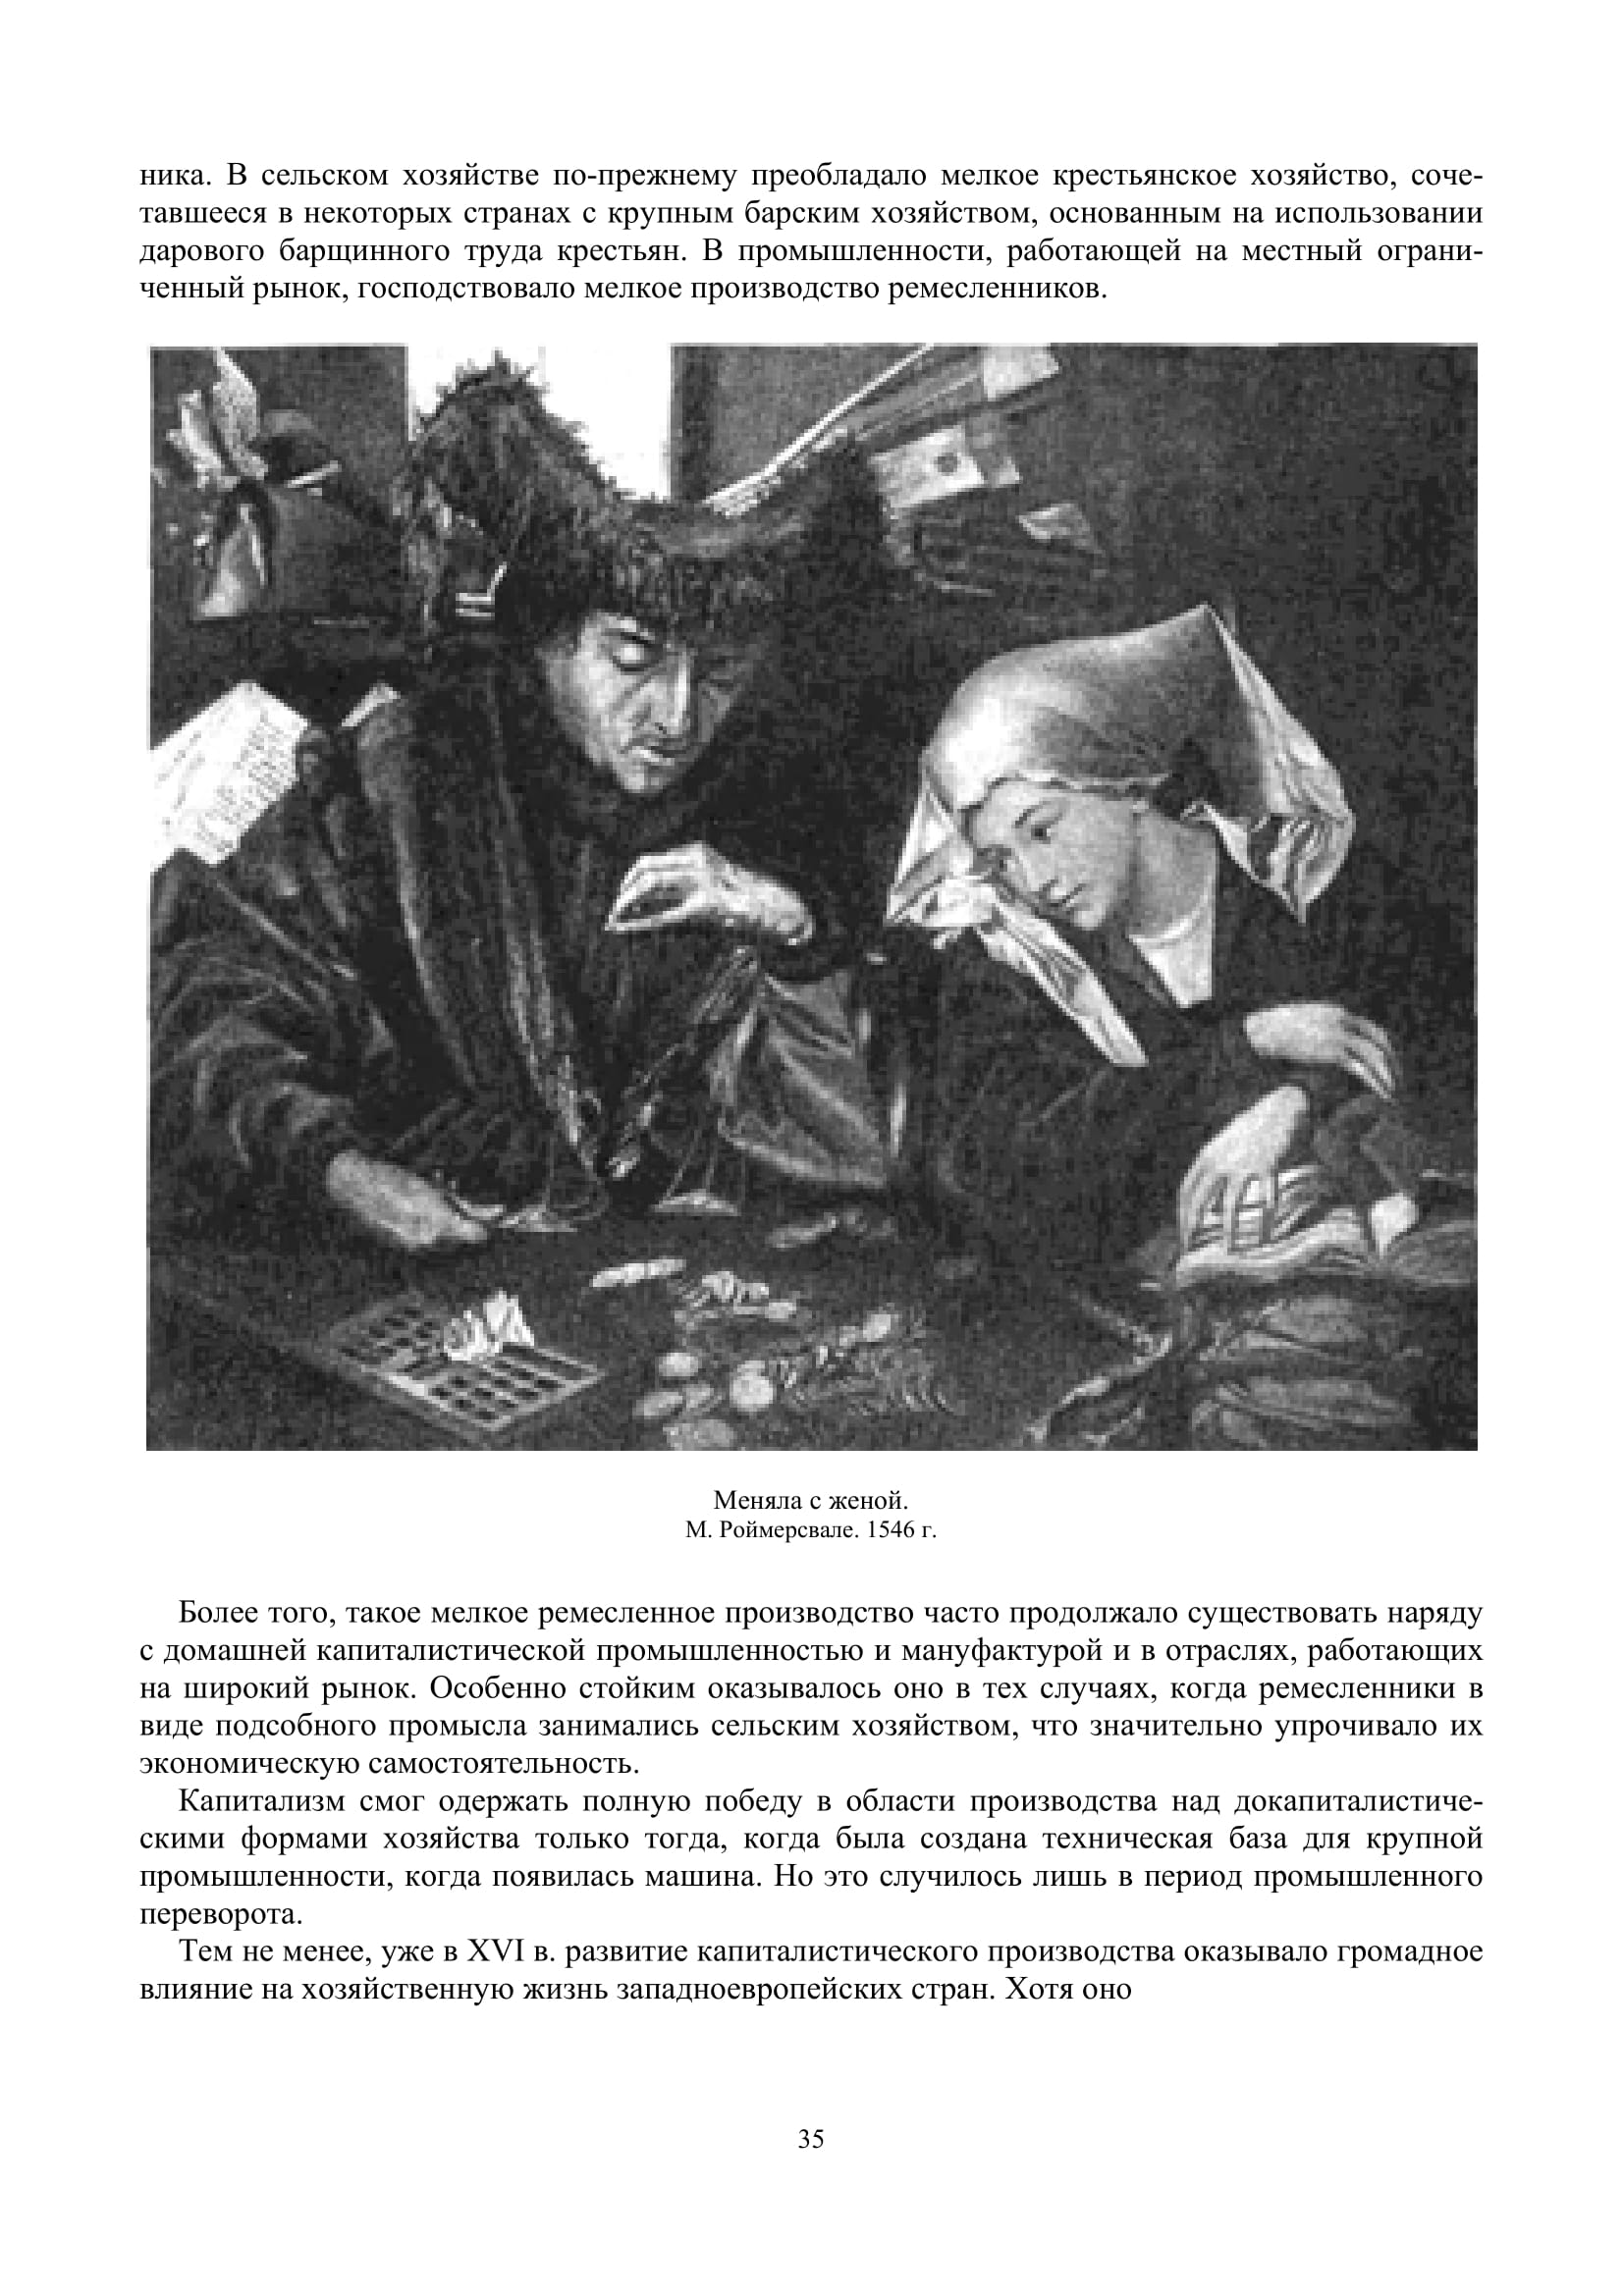 ника. В сельском хозяйстве по-прежнему преобладало мелкое крестьянское хозяйство, соче-
тавшееся в некоторых странах с крупным барским хозяйством, основанным на использовании
дарового барщинного труда крестьян. В промышленности, работающей на местный ограни-
ченный рынок, господствовало мелкое производство ремесленников.
Меняла с женой.
М. Роймерсвале. 1546 г.
Более того, такое мелкое ремесленное производство часто продолжало существовать наряду
с домашней капиталистической промышленностью и мануфактурой и в отраслях, работающих
на широкий рынок. Особенно стойким оказывалось оно в тех случаях, когда ремесленники в
виде подсобного промысла занимались сельским хозяйством, что значительно упрочивало их
экономическую самостоятельность.
Капитализм смог одержать полную победу в области производства над докапиталистиче-
скими формами хозяйства только тогда, когда была создана техническая база для крупной
промышленности, когда появилась машина. Но это случилось лишь в период промышленного
переворота.
Тем не менее, уже в XVI в. развитие капиталистического производства оказывало громадное
влияние на хозяйственную жизнь западноевропейских стран. Хотя оно
35